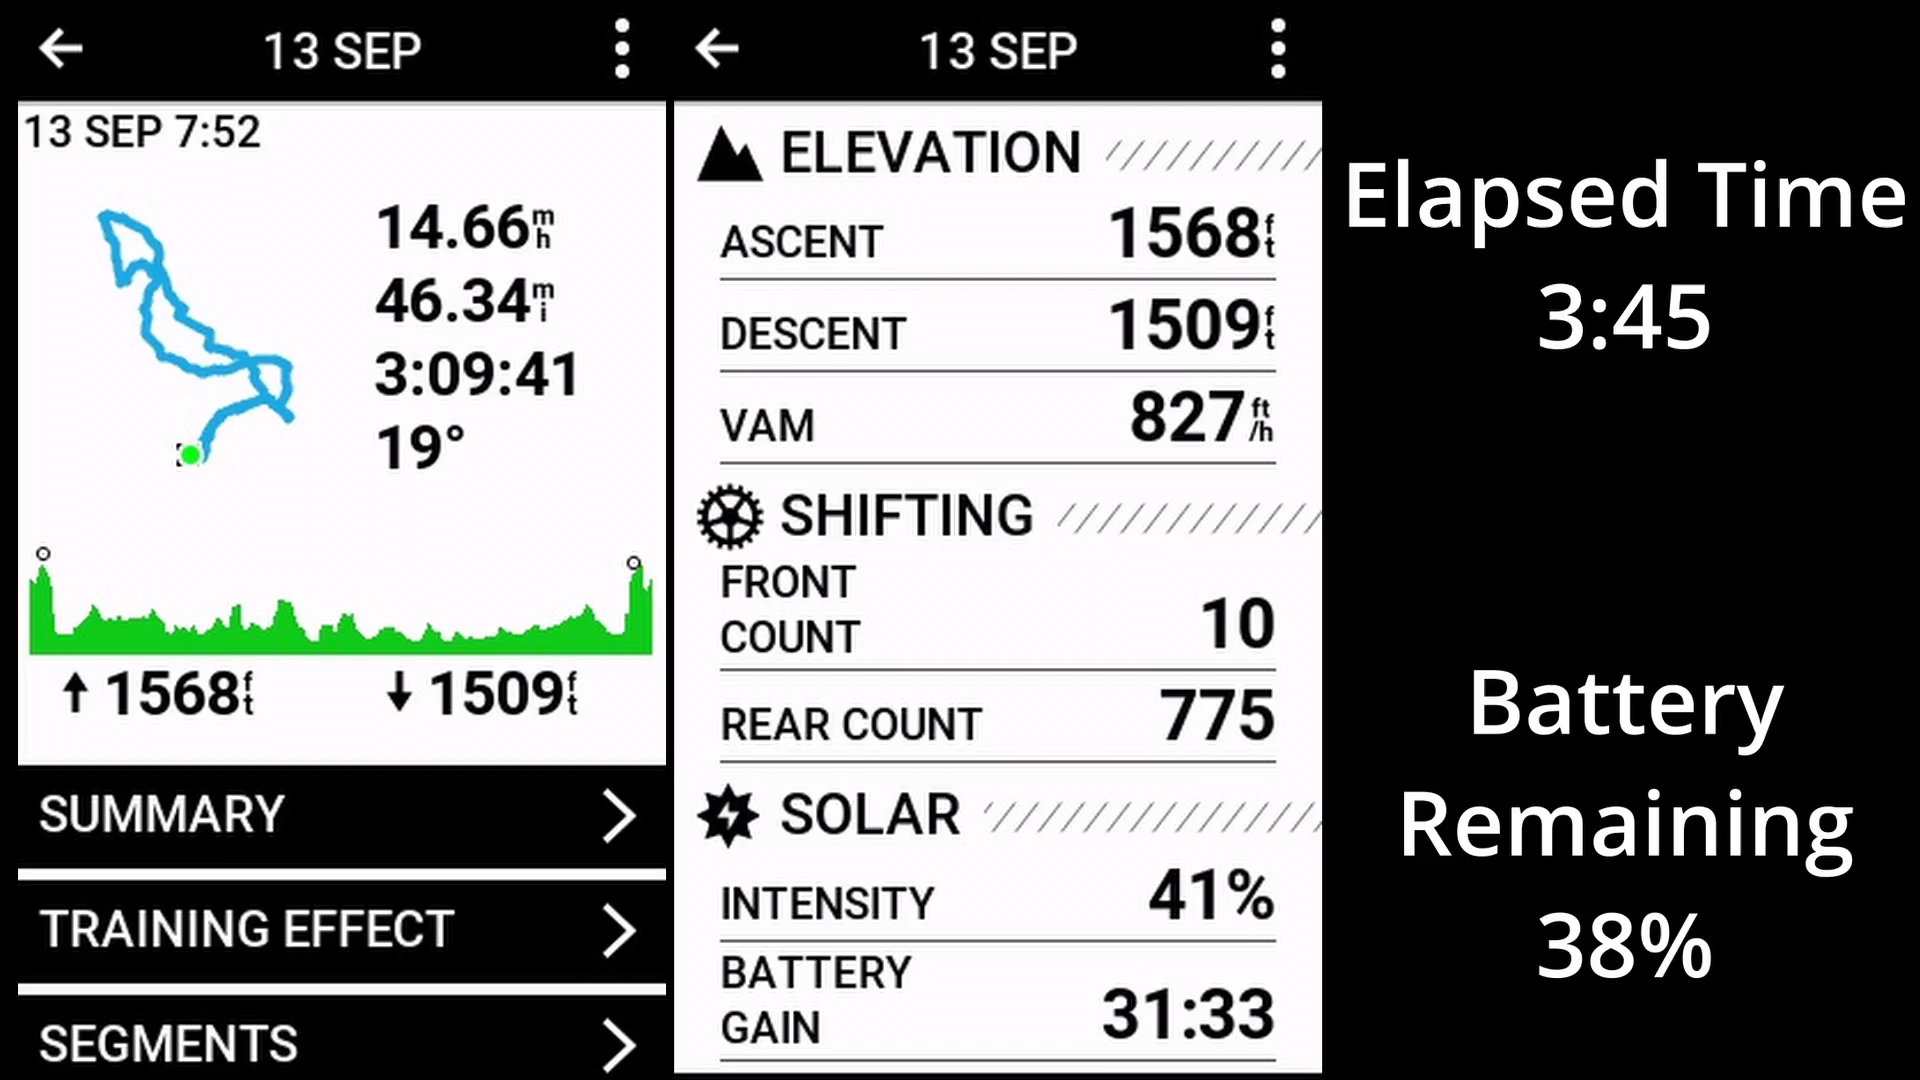 13 SEP
13 SEP 7:52
14.66 mh
46.34 mi
3:09:41
19°
1568 ft 1509 ft
SUMMARY
TRAINING EFFECT
SEGMENTS
13 SEP
ELEVATION
ASCENT 1568 ft
DESCENT 1509 ft
VAM 827 ft/h
SHIFTING
FRONT
COUNT 10
REAR COUNT 775
SOLAR
INTENSITY 41%
BATTERY
GAIN 31:33
Elapsed Time
3:45
Battery
Remaining
38%